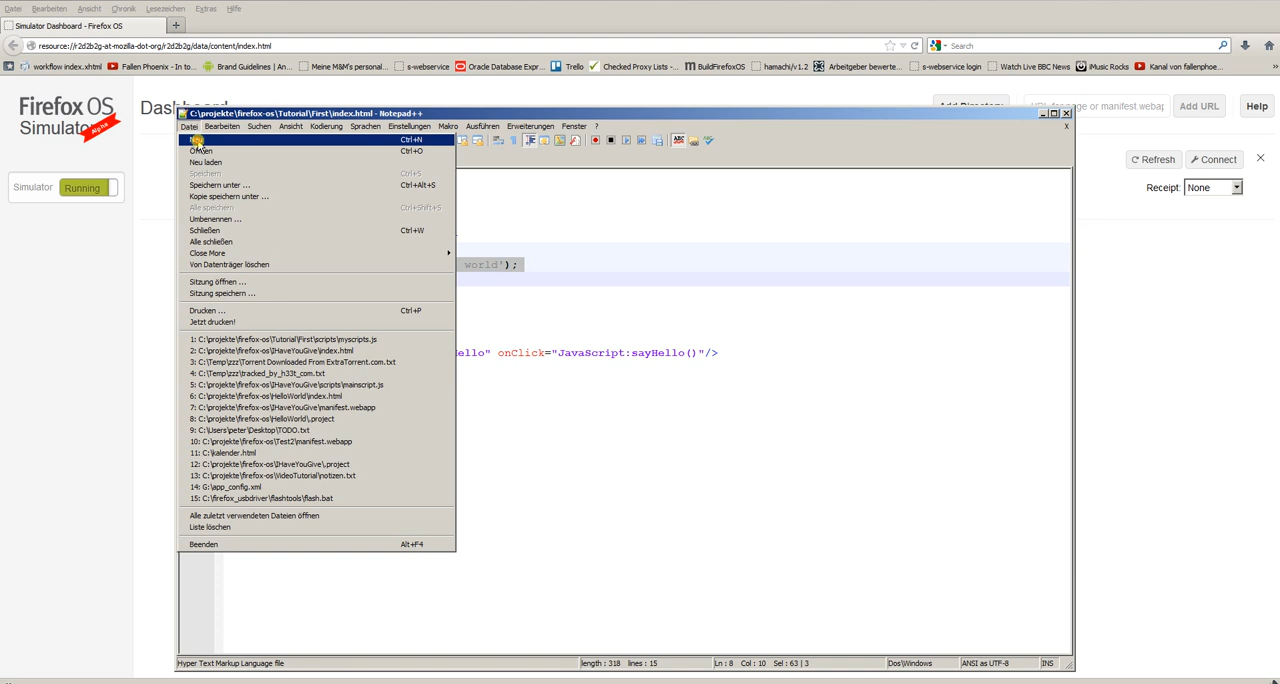 Datei Bearbeiten Ansicht Chronik Lesezeichen Extras Hilfe
Simulator Dashboard - Firefox OS +
resource://r2d2b2g-at-mozilla-dot-org/r2d2b2g/data/content/index.html Search
workflow index.xhtml Fallen Phoenix - In to... Brand Guidelines | An... Meine M&M's personal... s-webservice Oracle Database Expr... Trello Checked Proxy Lists -... BuildFirefoxOS hamachi/v1.2 Arbeitgeber bewerte... s-webservice login Watch Live BBC News iMusic Rocks Kanal von fallenphoe... »
Firefox OS
Simulator
Alpha
Simulator Running
Add URL Help
Refresh Connect
Receipt: None
C:\projekte\firefox-os\Tutorial\First\index.html - Notepad++
Datei Bearbeiten Suchen Ansicht Kodierung Sprachen Einstellungen Makro Ausführen Erweiterungen Fenster ? X
Ctrl+N
Öffnen Ctrl+O
Neu laden
Speichern Ctrl+S
Speichern unter ... Ctrl+Alt+S
Kopie speichern unter ...
Alle speichern Ctrl+Shift+S
Umbenennen ...
Schließen Ctrl+W
Alle schließen
Close More
Von Datenträger löschen
Sitzung öffnen ...
Sitzung speichern ...
Drucken ... Ctrl+P
Jetzt drucken!
1: C:\projekte\firefox-os\Tutorial\First\scripts\myscripts.js
2: C:\projekte\firefox-os\IHaveYouGive\index.html
3: C:\Temp\zzz\Torrent Downloaded From ExtraTorrent.com.txt
4: C:\Temp\zzz\tracked_by_h33t_com.txt
5: C:\projekte\firefox-os\IHaveYouGive\scripts\mainscript.js
6: C:\projekte\firefox-os\HelloWorld\index.html
7: C:\projekte\firefox-os\IHaveYouGive\manifest.webapp
8: C:\projekte\firefox-os\HelloWorld\.project
9: C:\Users\peter\Desktop\TODO.txt
10: C:\projekte\firefox-os\Test2\manifest.webapp
11: C:\kalender.html
12: C:\projekte\firefox-os\IHaveYouGive\.project
13: C:\projekte\firefox-os\VideoTutorial\notizen.txt
14: G:\app_config.xml
15: C:\firefox_usbdriver\flashtools\flash.bat
Alle zuletzt verwendeten Dateien öffnen
Liste löschen
Beenden Alt+F4
world');
ello" onClick="JavaScript:sayHello()"/>
Hyper Text Markup Language file length : 318 lines : 15 Ln : 8 Col : 10 Sel : 63 | 3 Dos\Windows ANSI as UTF-8 INS